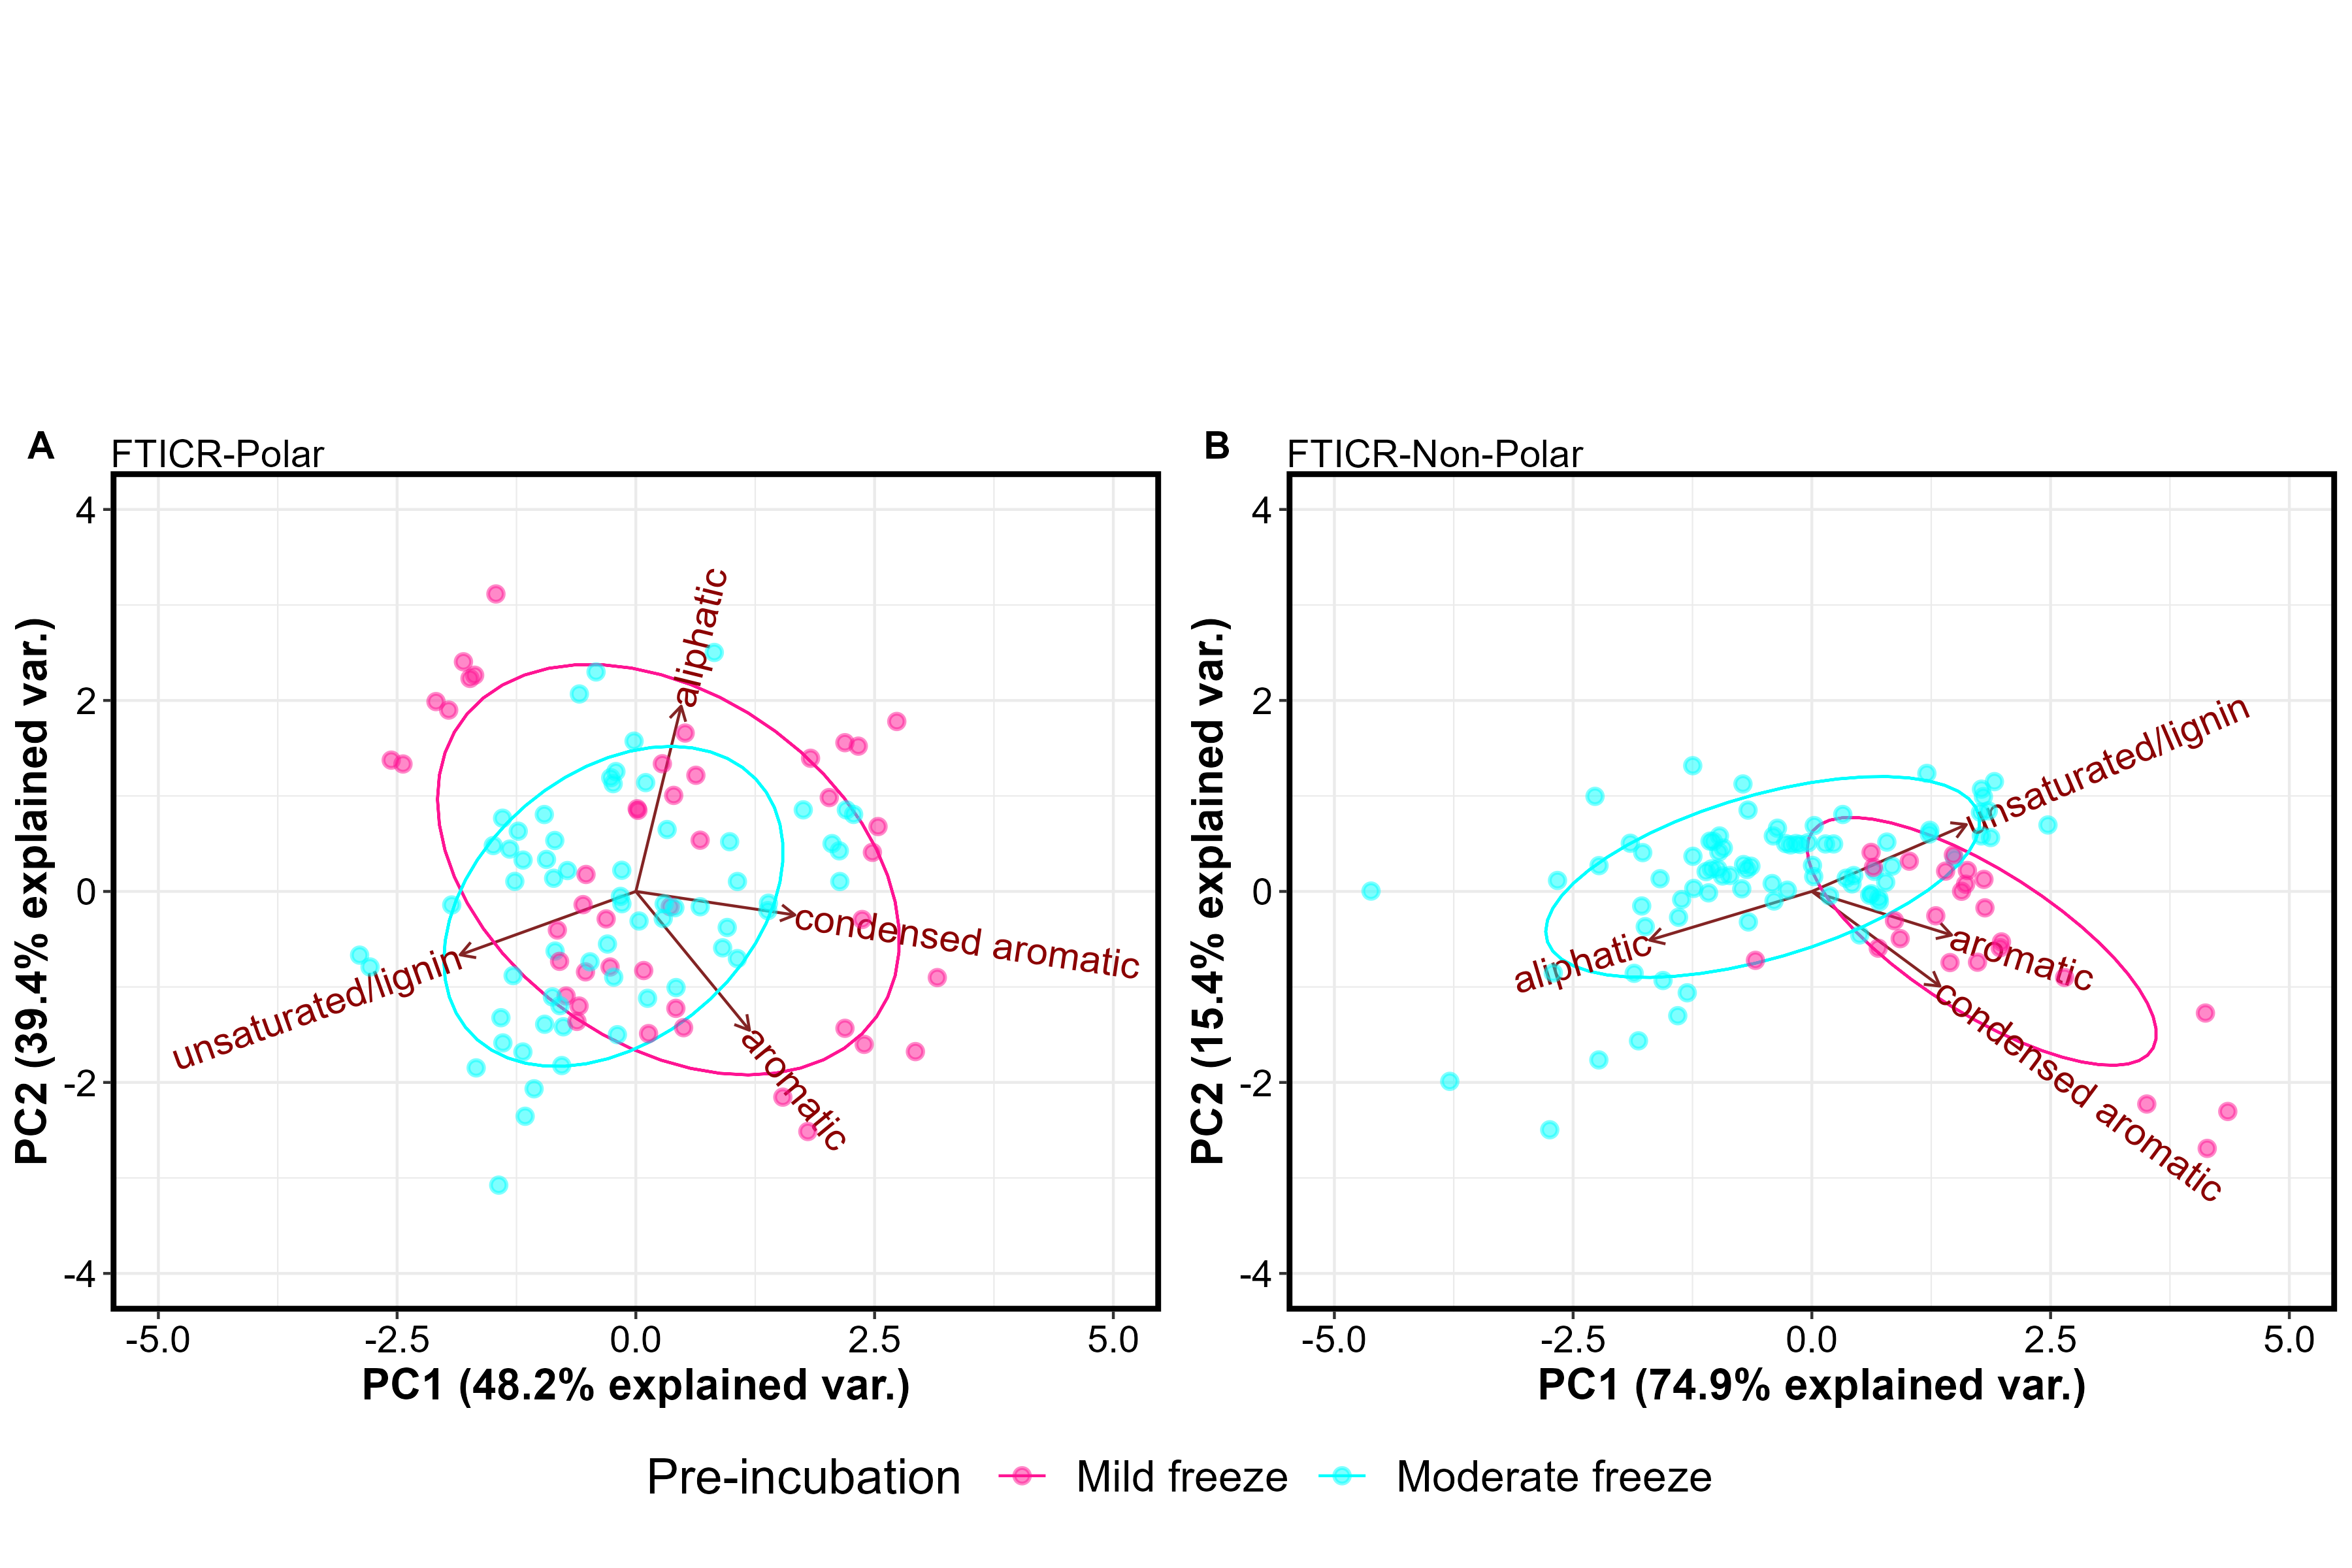 A
FTICR-Polar
4
2
0
-2
-4
PC2 (39.4% explained var.)
aliphatic
condensed aromatic
unsaturated/lignin
aromatic
-5.0
-2.5
0.0
2.5
5.0
PC1 (48.2% explained var.)
B
FTICR-Non-Polar
4
2
0
-2
-4
PC2 (15.4% explained var.)
unsaturated/lignin
aliphatic
aromatic
condensed aromatic
-5.0
-2.5
0.0
2.5
5.0
PC1 (74.9% explained var.)
Pre-incubation Mild freeze Moderate freeze